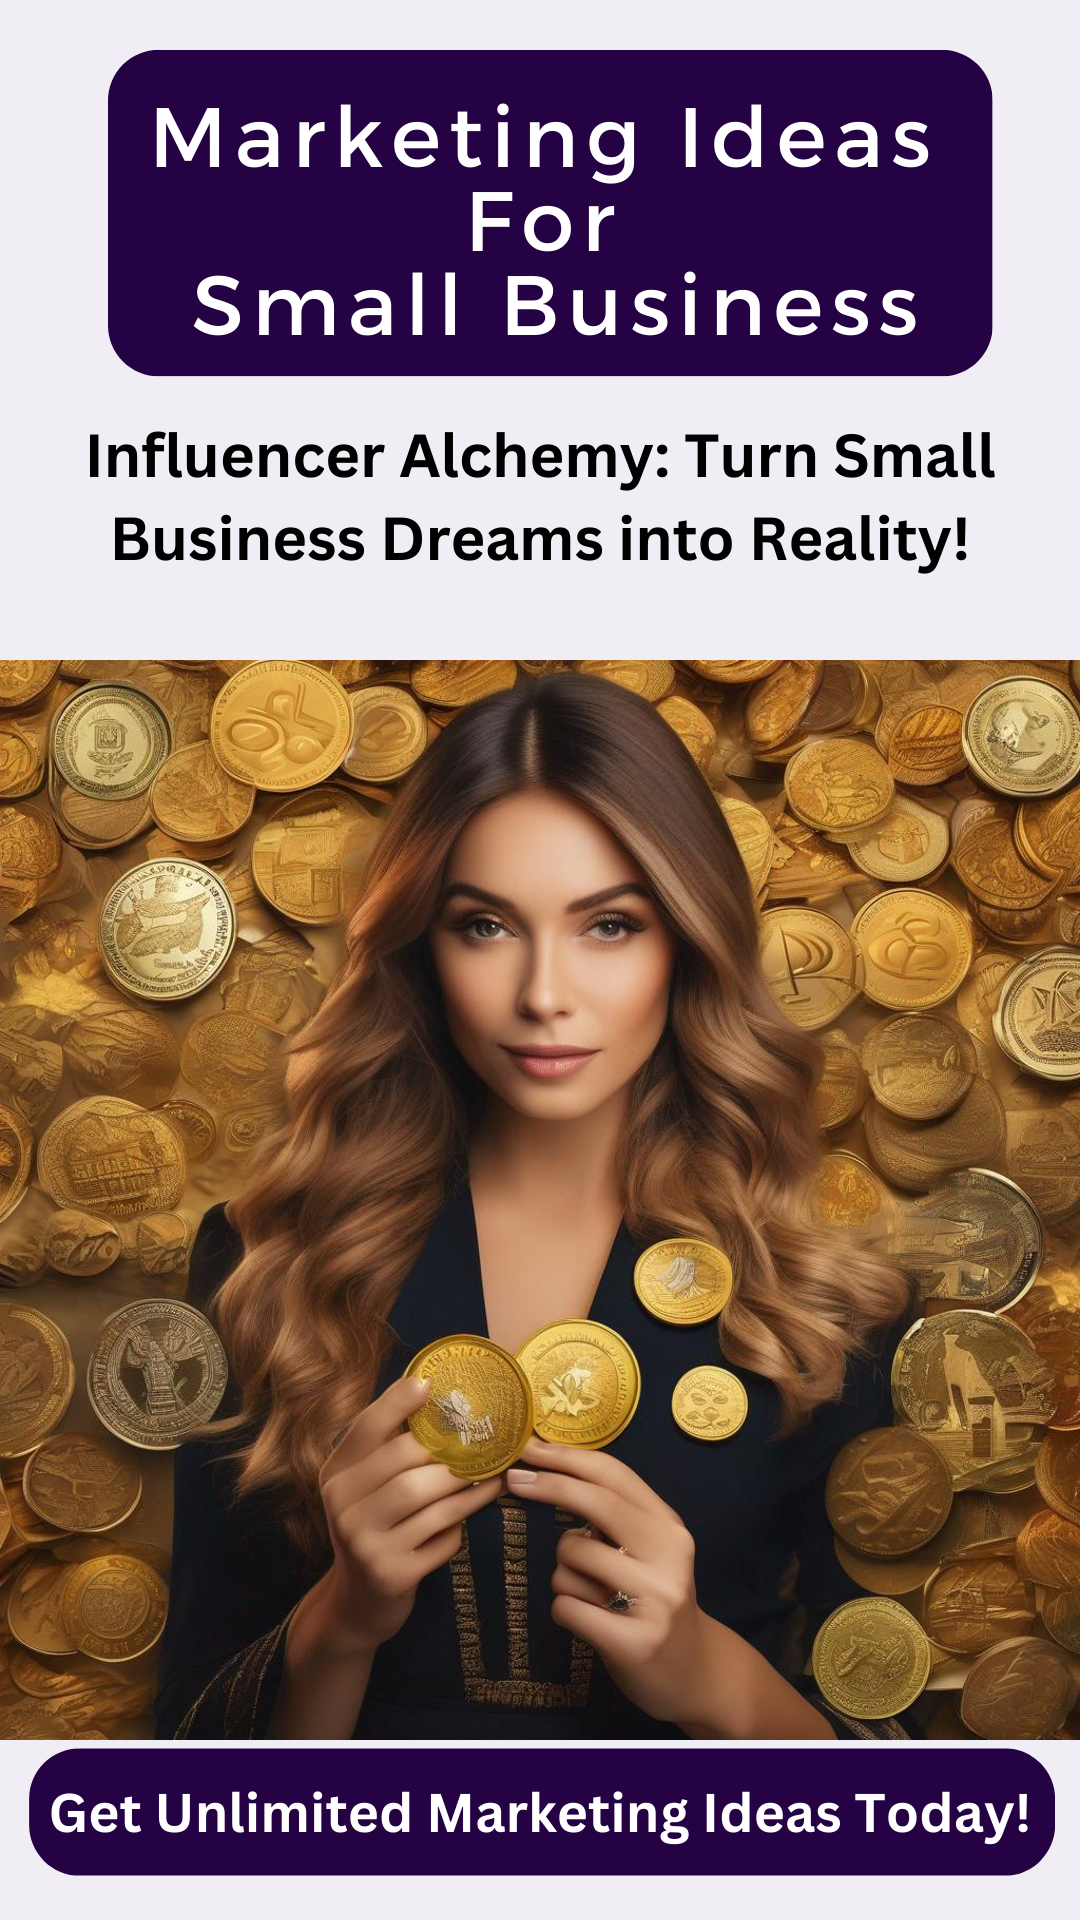 Marketing Ideas
For
Small Business
Influencer Alchemy: Turn Small
Business Dreams into Reality!
Get Unlimited Marketing Ideas Today!